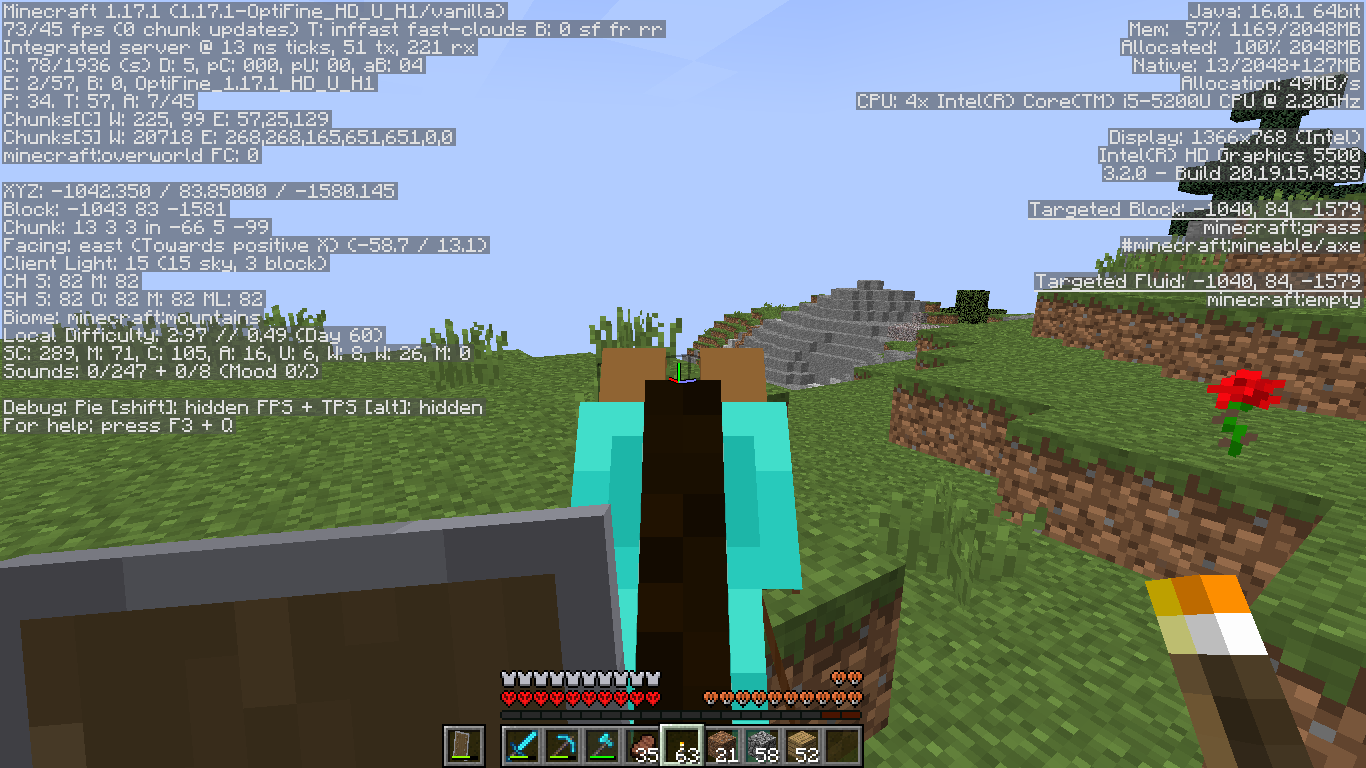 Minecraft 1.17.1 (1.17.1-OptiFine_HD_U_H1/vanilla)
73/45 fps (0 chunk updates) T: inffast fast-clouds B: 0 sf fr rr
Integrated server @ 13 ms ticks, 51 tx, 221 rx
C: 78/1936 (s) D: 5, pC: 000, pU: 00, aB: 04
E: 2/57, B: 0, OptiFine_1.17.1_HD_U_H1
P: 34, T: 57, A: 7/45
Chunks[C] W: 225, 99 E: 57,25,129
Chunks[S] W: 20718 E: 268,268,165,651,651,0,0
minecraft:overworld FC: 0
XYZ: -1042.350 / 83.85000 / -1580.145
Block: -1043 83 -1581
Chunk: 13 3 3 in -66 5 -99
Facing: east (Towards positive X) (-58.7 / 13.1)
Client Light: 15 (15 sky, 3 block)
CH S: 82 M: 82
SH S: 82 O: 82 M: 82 ML: 82
Biome: minecraft:mountains
Local Difficulty: 2.97 // 0.49 (Day 60)
SC: 289, M: 71, C: 105, A: 16, U: 6, W: 8, W: 26, M: 0
Sounds: 0/247 + 0/8 (Mood 0%)
Debug: Pie [shift]: hidden FPS + TPS [alt]: hidden
For help: press F3 + Q
Java: 16.0.1 64bit
Mem: 57% 1169/2048MB
Allocated: 100% 2048MB
Native: 13/2048+127MB
Allocation: 49MB/s
CPU: 4x Intel(R) Core(TM) i5-5200U CPU @ 2.20GHz
Display: 1366x768 (Intel)
Intel(R) HD Graphics 5500
3.2.0 - Build 20.19.15.4835
Targeted Block: -1040, 84, -1579
minecraft:grass
#minecraft:mineable/axe
Targeted Fluid: -1040, 84, -1579
minecraft:empty
35 63 21 58 52